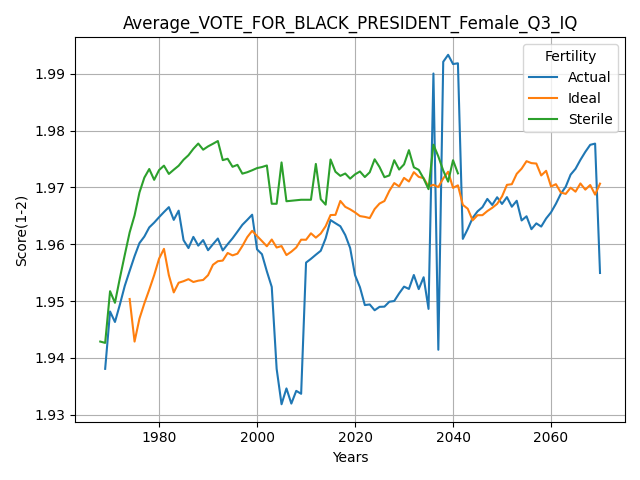 Average_VOTE_FOR_BLACK_PRESIDENT_Female_Q3_IQ
Fertility
Actual
Ideal
Sterile
Score(1-2)
1.99
1.98
1.97
1.96
1.95
1.94
1.93
1980 2000 2020 2040 2060
Years